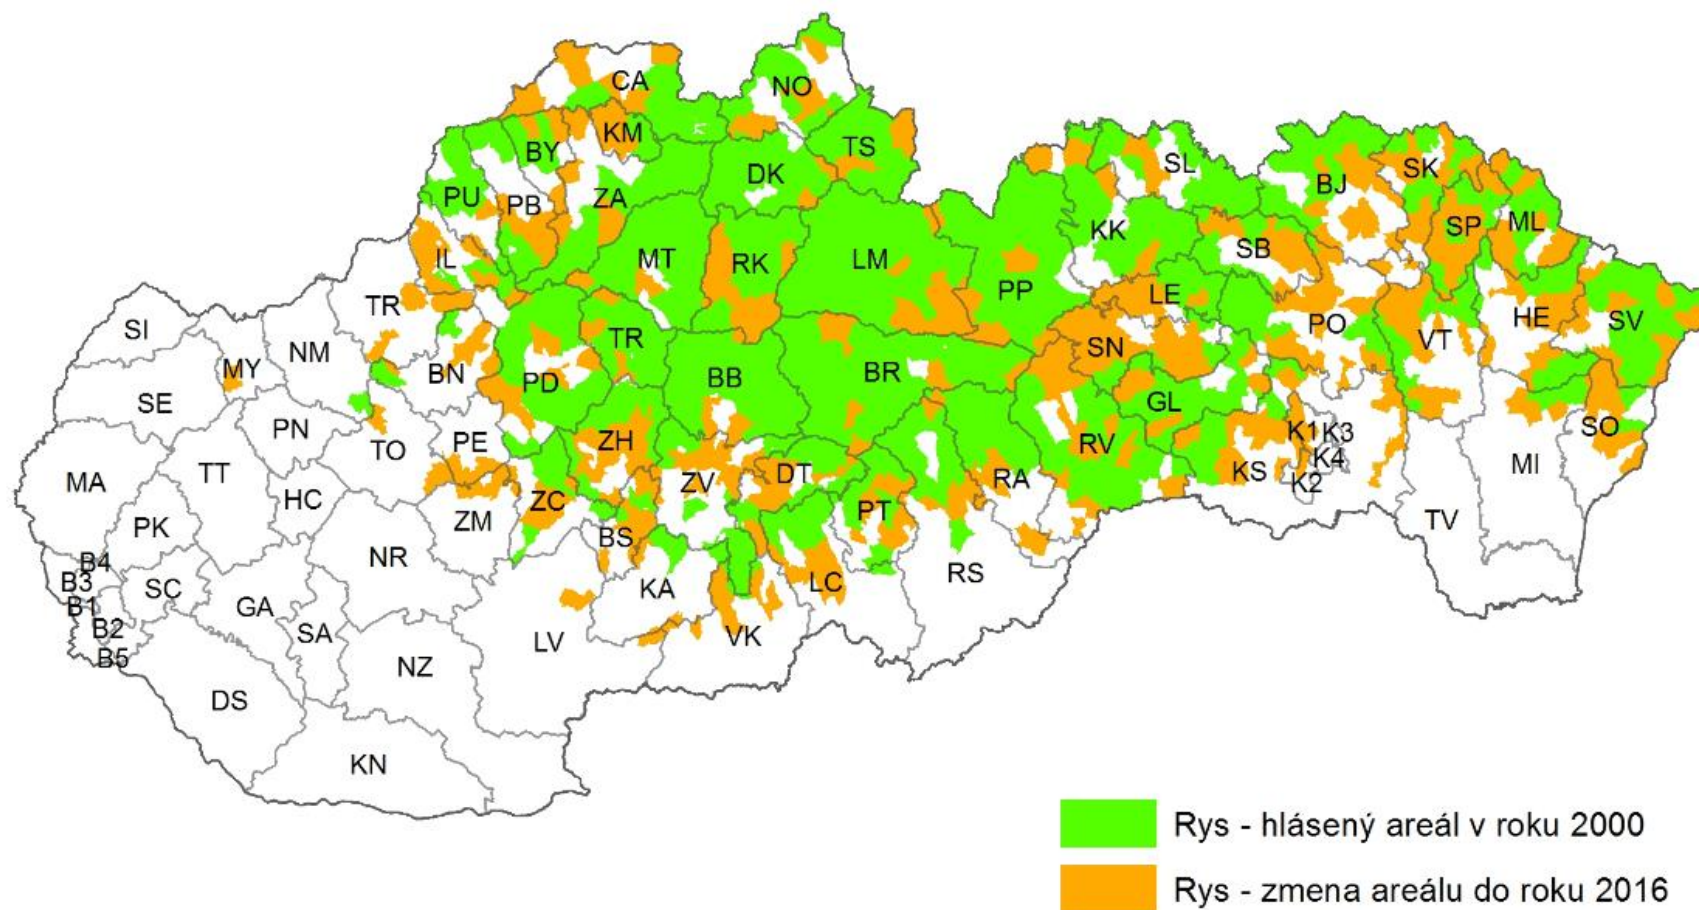 CA
NO
KM
BY
TS
DK
SL
SK
BJ
PU
PB
ZA
SP
ML
KK
SB
IL
MT
RK
LM
PP
LE
TR
SI
NM
TR
PO
HE
SV
VT
SN
MY
BN
PD
BB
BR
SE
GL
PN
TO
PE
ZH
RV
K1
K3
SO
MA
TT
HC
ZC
ZV
DT
RA
KS
K4
K2
MI
PK
ZM
BS
PT
TV
NR
B4
B3
SC
GA
KA
LC
RS
B1
B2
SA
LV
VK
B5
NZ
DS
KN
Rys - hlásený areál v roku 2000
Rys - zmena areálu do roku 2016